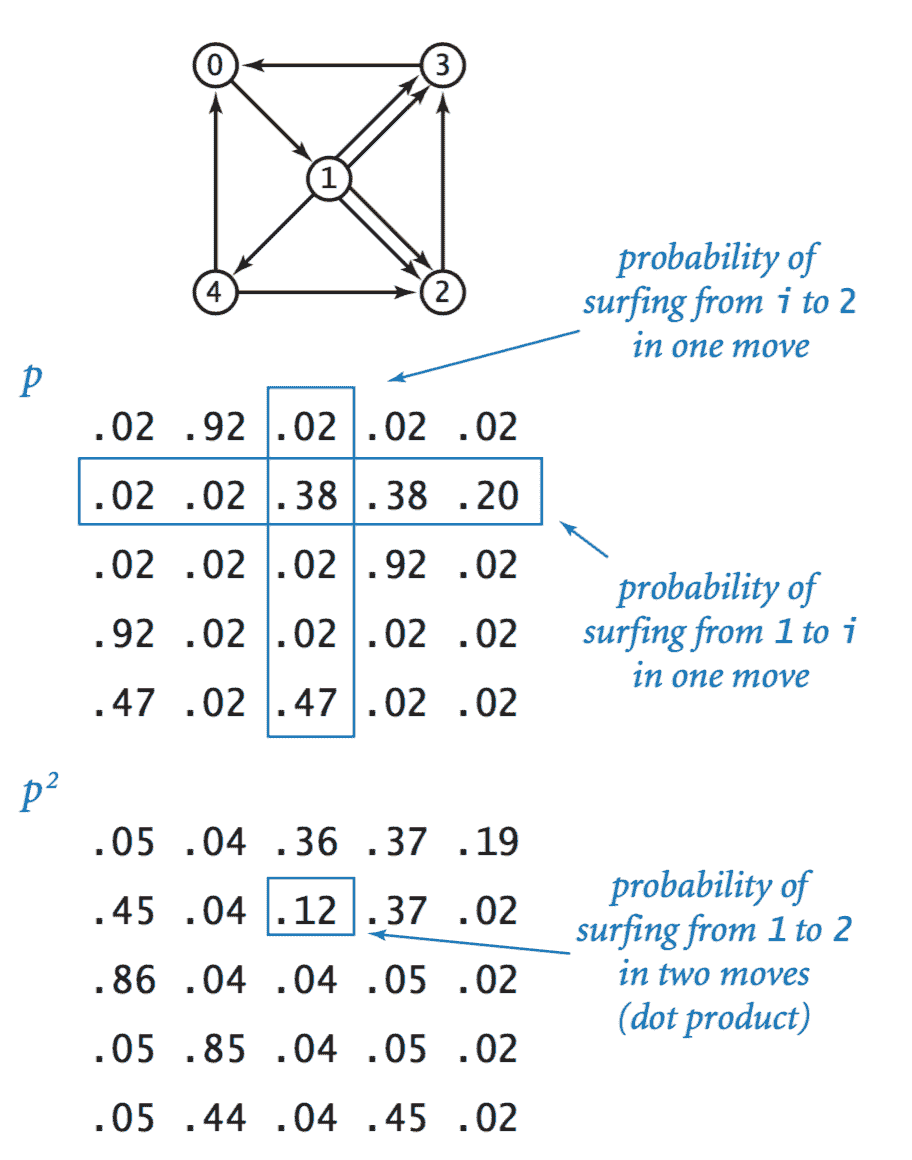 0 3
1
4 2
probability of
surfing from i to 2
in one move
p
.02 .92 .02 .02 .02
.02 .02 .38 .38 .20
.02 .02 .02 .92 .02
.92 .02 .02 .02 .02
.47 .02 .47 .02 .02
probability of
surfing from 1 to i
in one move
p²
.05 .04 .36 .37 .19
.45 .04 .12 .37 .02
.86 .04 .04 .05 .02
.05 .85 .04 .05 .02
.05 .44 .04 .45 .02
probability of
surfing from 1 to 2
in two moves
(dot product)